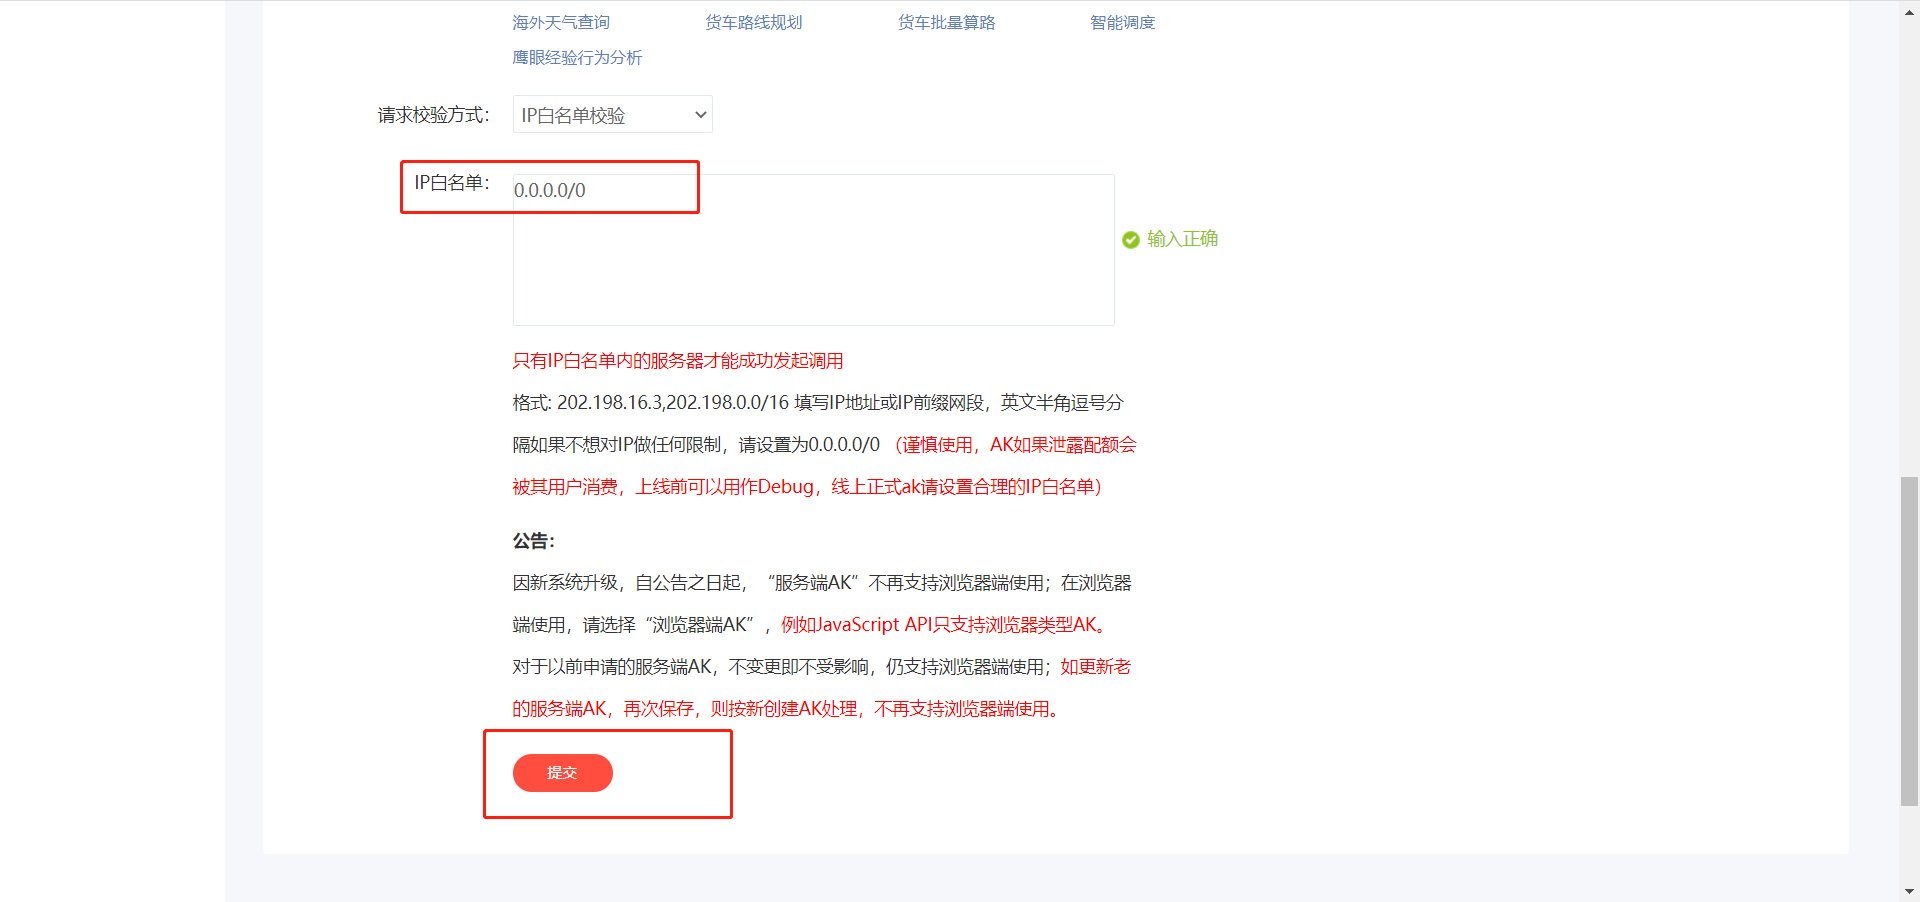 海外天气查询 货车路线规划 货车批量算路 智能调度
鹰眼经验行为分析
请求校验方式： IP白名单校验
IP白名单： 0.0.0.0/0
输入正确
只有IP白名单内的服务器才能成功发起调用
格式: 202.198.16.3,202.198.0.0/16 填写IP地址或IP前缀网段，英文半角逗号分
隔如果不想对IP做任何限制，请设置为0.0.0.0/0 （谨慎使用，AK如果泄露配额会
被其用户消费，上线前可以用作Debug，线上正式ak请设置合理的IP白名单）
公告：
因新系统升级，自公告之日起，“服务端AK”不再支持浏览器端使用；在浏览器
端使用，请选择“浏览器端AK”，例如JavaScript API只支持浏览器类型AK。
对于以前申请的服务端AK，不变更即不受影响，仍支持浏览器端使用；如更新老
的服务端AK，再次保存，则按新创建AK处理，不再支持浏览器端使用。
提交